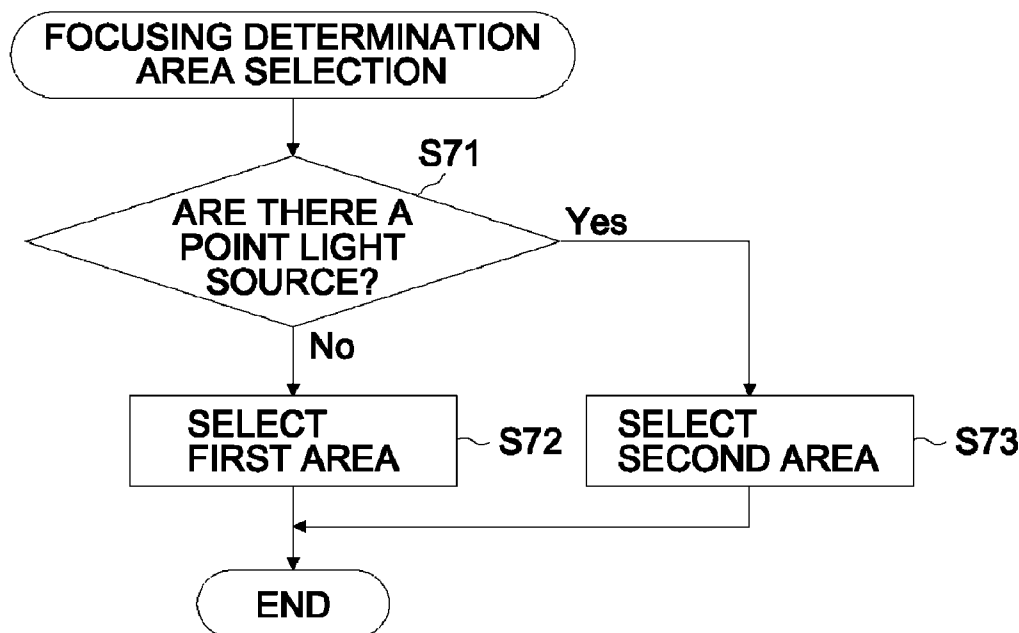 FOCUSING DETERMINATION
AREA SELECTION
S71
ARE THERE A
POINT LIGHT
SOURCE?
Yes
No
SELECT
FIRST AREA
S72
SELECT
SECOND AREA
S73
END